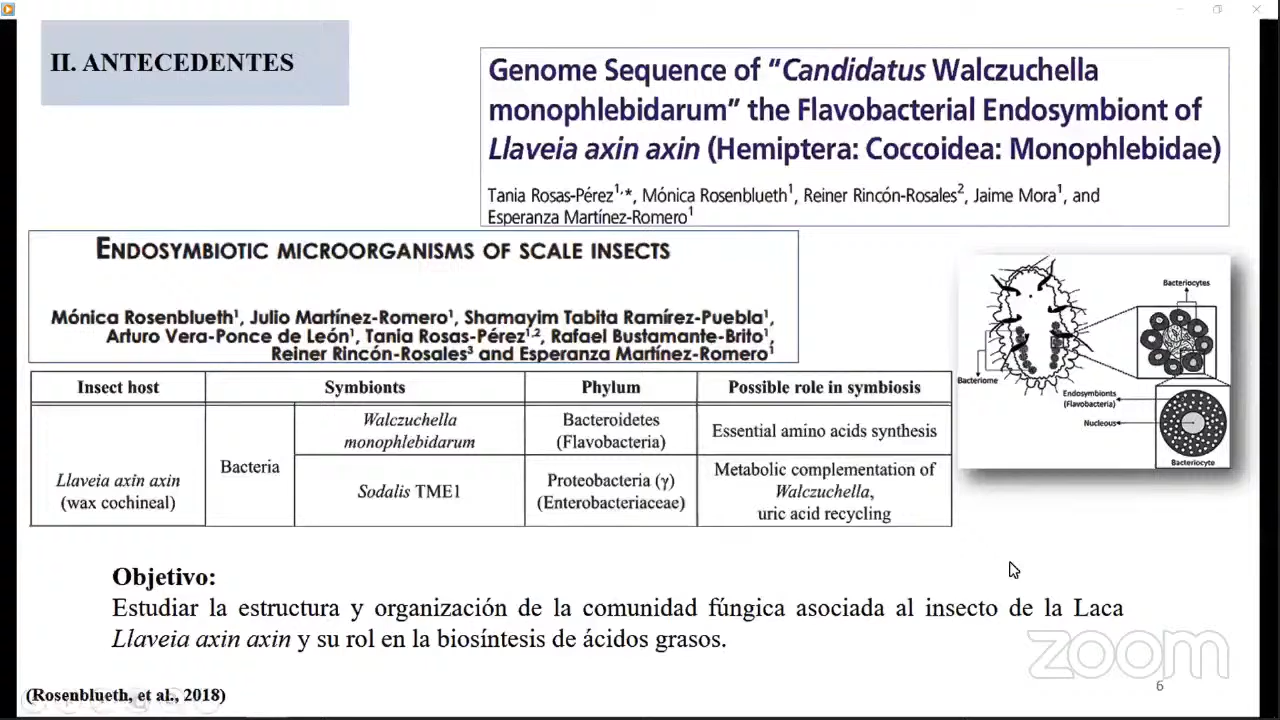 II. ANTECEDENTES
Genome Sequence of "Candidatus Walczuchella
monophlebidarum" the Flavobacterial Endosymbiont of
Llaveia axin axin (Hemiptera: Coccoidea: Monophlebidae)
Tania Rosas-Pérez1,*, Mónica Rosenblueth1, Reiner Rincón-Rosales2, Jaime Mora1, and
Esperanza Martínez-Romero1
ENDOSYMBIOTIC MICROORGANISMS OF SCALE INSECTS
Mónica Rosenblueth1, Julio Martínez-Romero1, Shamayim Tabita Ramírez-Puebla1,
Arturo Vera-Ponce de León1, Tania Rosas-Pérez1,2, Rafael Bustamante-Brito1,
Reiner Rincón-Rosales3 and Esperanza Martínez-Romero1
Insect host Symbionts Phylum Possible role in symbiosis
Llaveia axin axin
(wax cochineal)
Bacteria
Walczuchella
monophlebidarum
Bacteroidetes
(Flavobacteria)
Essential amino acids synthesis
Sodalis TME1
Proteobacteria (γ)
(Enterobacteriaceae)
Metabolic complementation of
Walczuchella,
uric acid recycling
Bacteriocytes
Bacteriome
Endosymbionts
(Flavobacteria)
Nucleous
Bacteriocyte
Objetivo:
Estudiar la estructura y organización de la comunidad fúngica asociada al insecto de la Laca
Llaveia axin axin y su rol en la biosíntesis de ácidos grasos.
zoom
(Rosenblueth, et al., 2018)
6